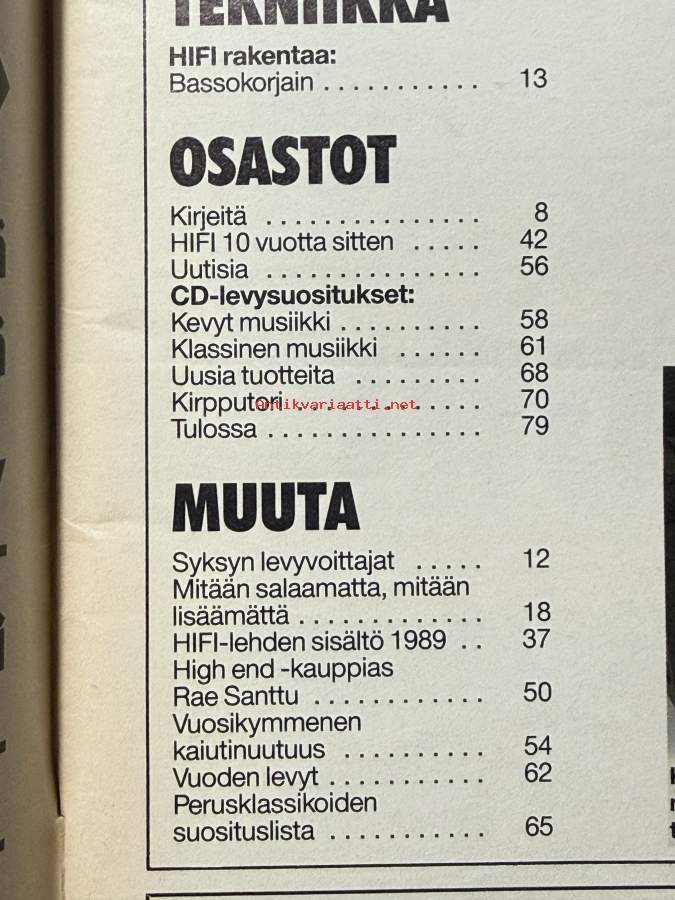 TEKNIIKKA
HIFI rakentaa:
Bassokorjain . . . . . . . . . . . 13
OSASTOT
Kirjeitä . . . . . . . . . . . . . . . 8
HIFI 10 vuotta sitten . . . . . 42
Uutisia . . . . . . . . . . . . . . . 56
CD-levysuositukset:
Kevyt musiikki . . . . . . . . . . 58
Klassinen musiikki . . . . . . 61
Uusia tuotteita . . . . . . . . . 68
Kirpputori . . . . . . . . . . . . . 70
Antikvariaatti.net
Tulossa . . . . . . . . . . . . . . . 79
MUUTA
Syksyn levyvoittajat . . . . . 12
Mitään salaamatta, mitään
lisäämättä . . . . . . . . . . . . . 18
HIFI-lehden sisältö 1989 . . 37
High end -kauppias
Rae Santtu . . . . . . . . . . . . 50
Vuosikymmenen
kaiutinuutuus . . . . . . . . . . 54
Vuoden levyt . . . . . . . . . . . 62
Perusklassikoiden
suosituslista . . . . . . . . . . . 65